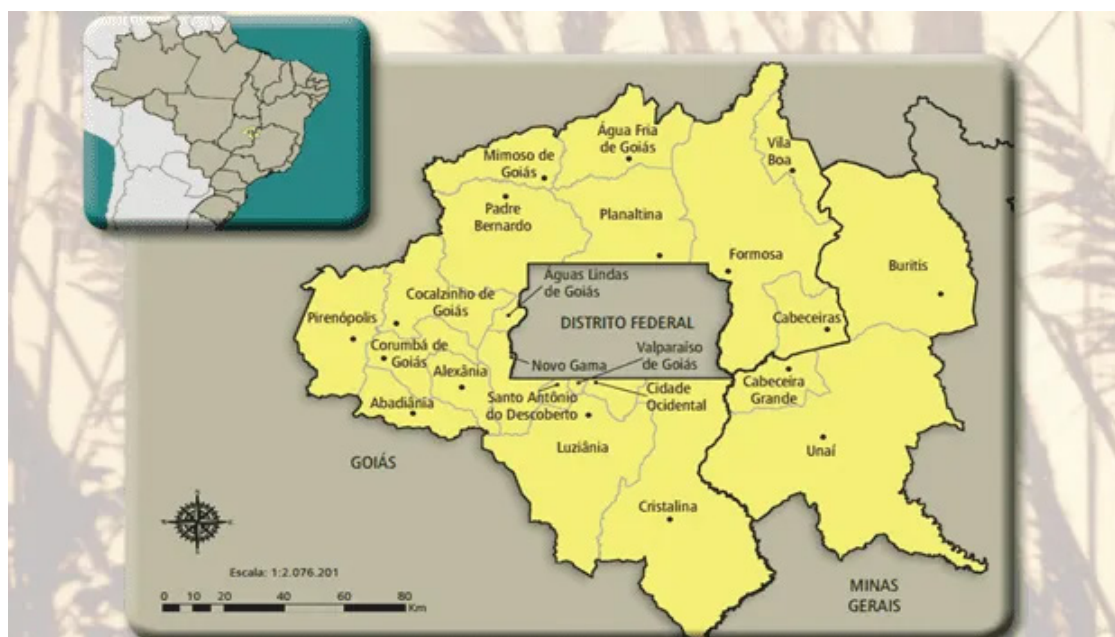 Água Fria
de Goiás
Mimoso de
Goiás
Vila
Boa
Padre
Bernardo
Planaltina
Formosa
Buritis
Águas Lindas
de Goiás
Cocalzinho de
Goiás
Pirenópolis
DISTRITO FEDERAL
Cabeceiras
Corumbá de
Goiás
Novo Gama
Valparaíso
de Goiás
Alexânia
Santo Antônio
do Descoberto
Cidade
Ocidental
Cabeceira
Grande
Abadiânia
Luziânia
Unaí
GOIÁS
Cristalina
Escala: 1:2.076.201
0 10 20 40 60 80
Km
MINAS
GERAIS